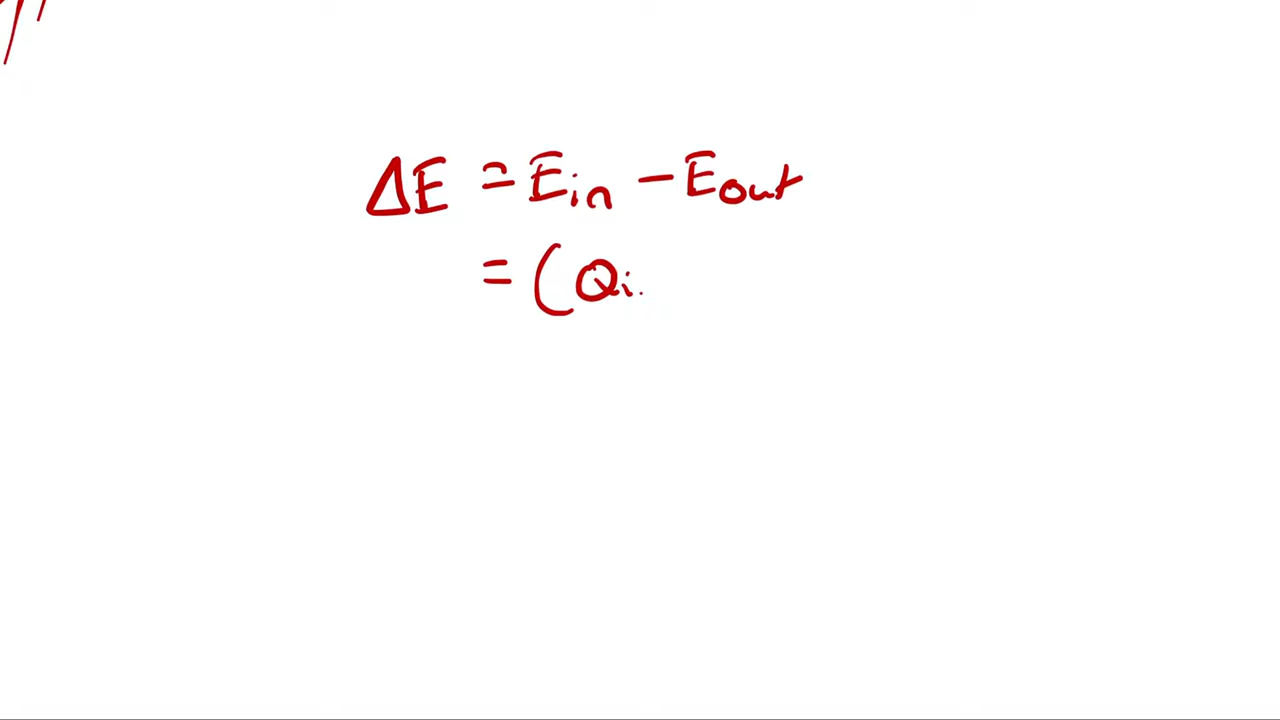 ΔE = Ein - Eout
= (Qi